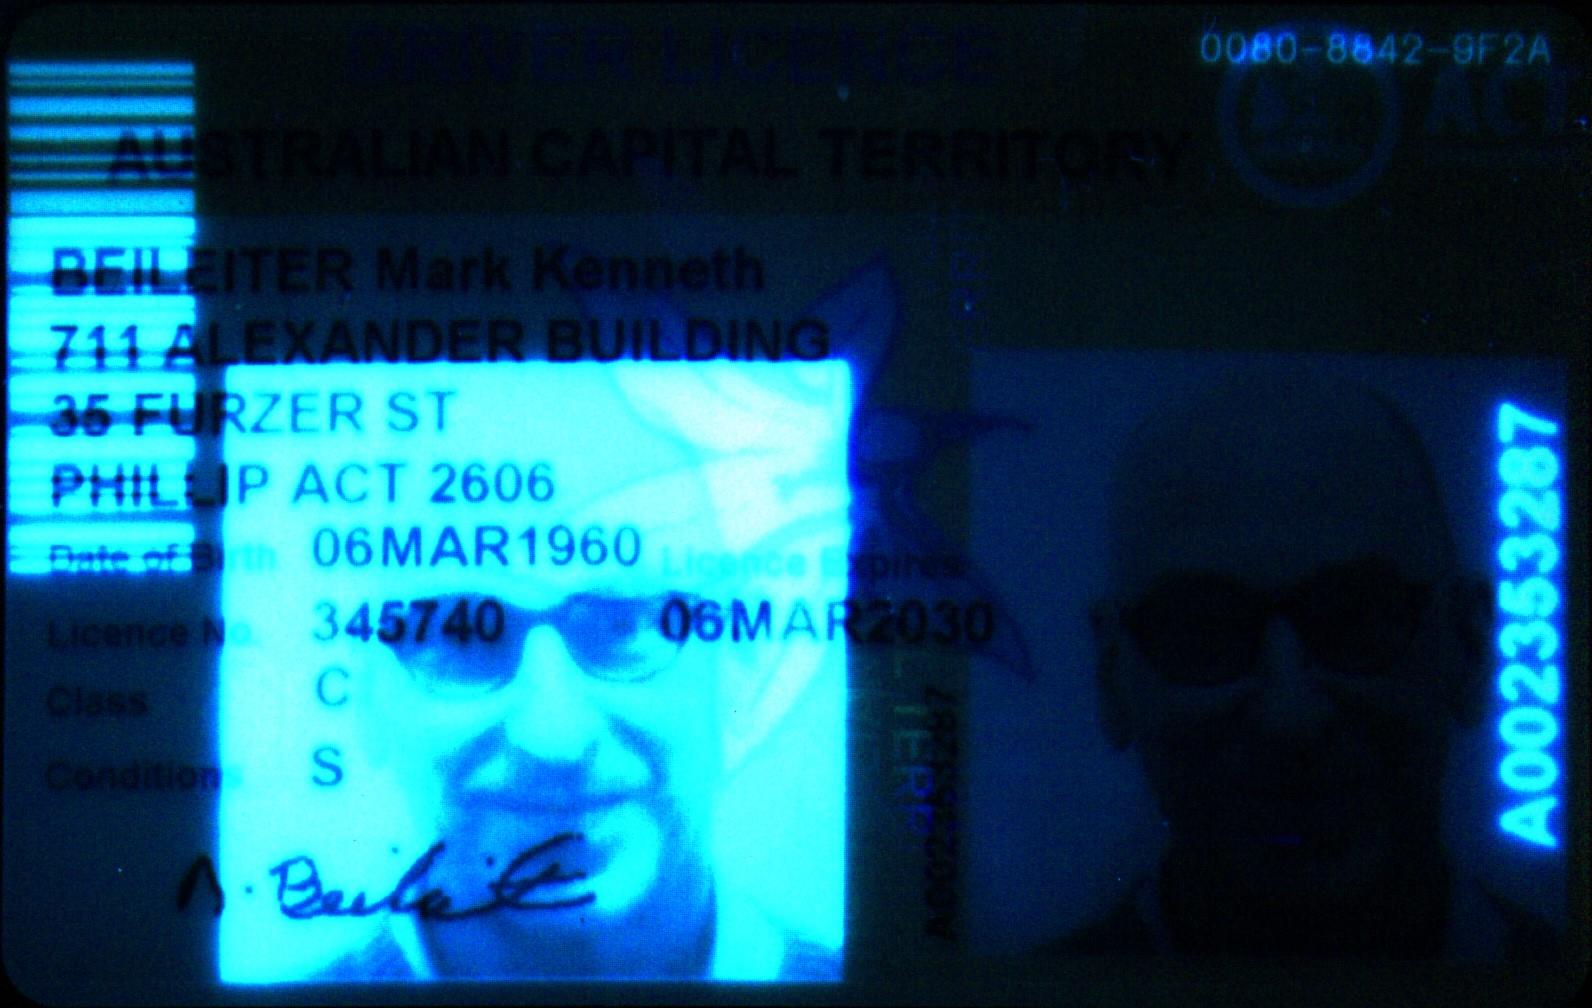 DRIVER LICENCE
0080-8842-9F2A
ACT
AUSTRALIAN CAPITAL TERRITORY
BEILEITER Mark Kenneth
711 ALEXANDER BUILDING
35 FURZER ST
PHILLIP ACT 2606
Date of Birth 06MAR1960 Licence Expires
Licence No. 345740 06MAR2030
Class C
Conditions S
A002353287
A002353287